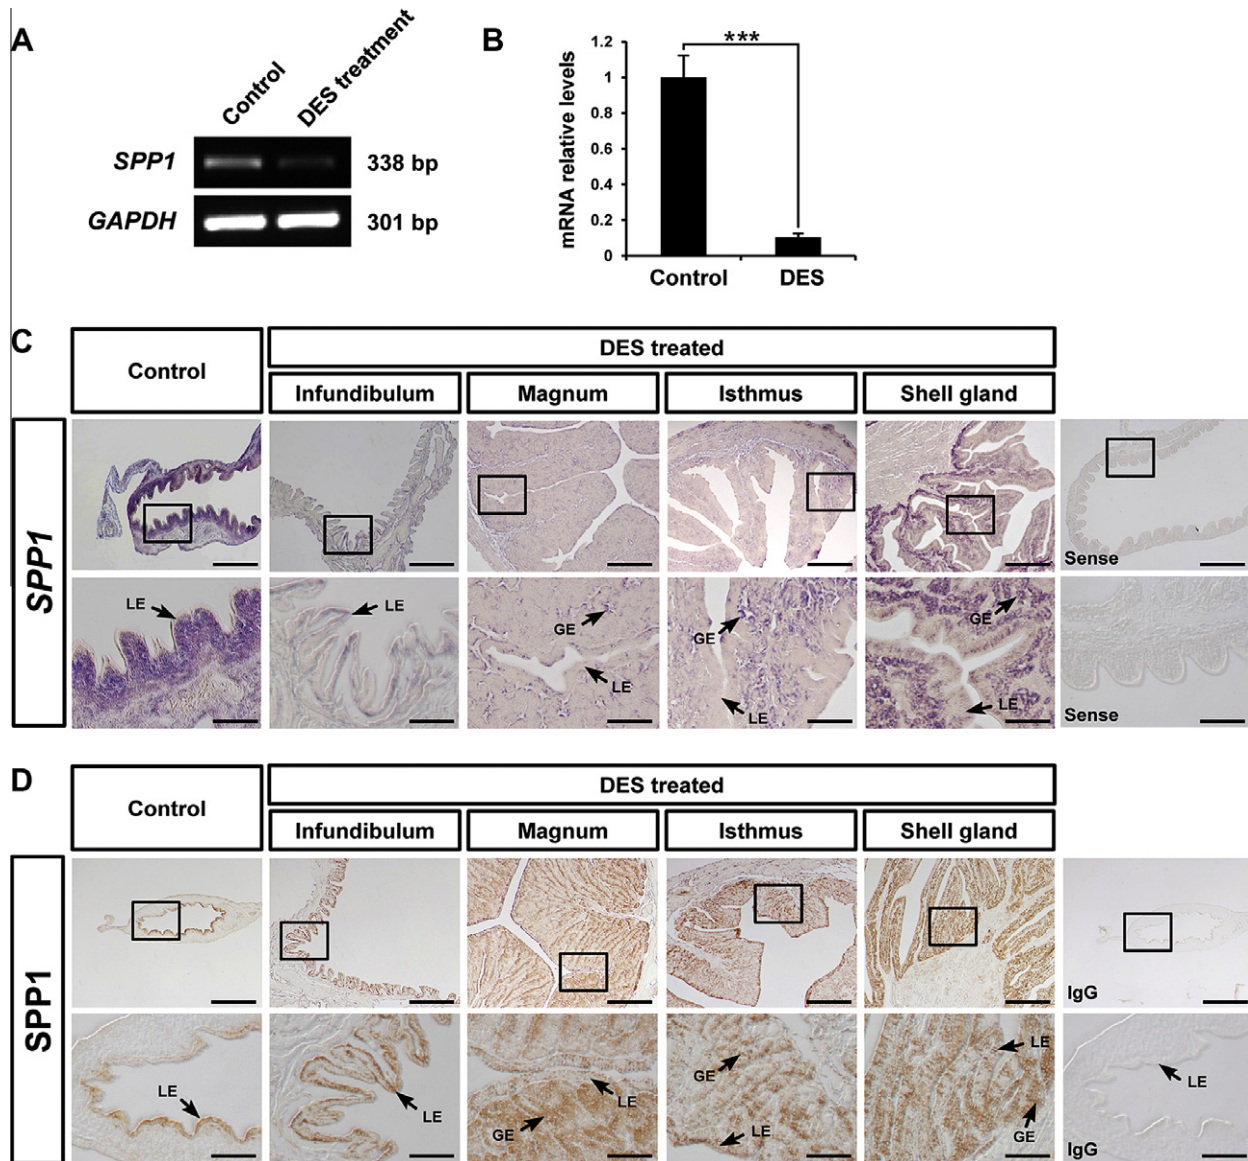 A
Control
DES treatment
SPP1
338 bp
GAPDH
301 bp
B
***
mRNA relative levels
1.2
1
0.8
0.6
0.4
0.2
0
Control
DES
C
Control
DES treated
Infundibulum
Magnum
Isthmus
Shell gland
SPP1
Sense
LE
LE
GE
LE
GE
LE
GE
LE
Sense
D
Control
DES treated
Infundibulum
Magnum
Isthmus
Shell gland
SPP1
IgG
LE
LE
GE
LE
GE
LE
LE
GE
LE
IgG